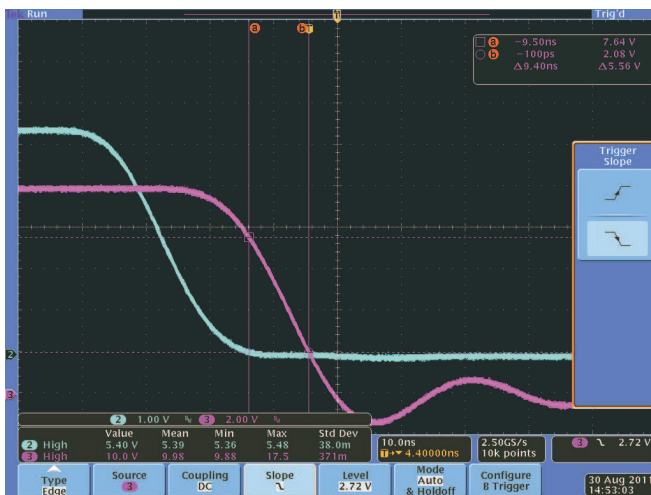 Tek Run Trig'd
T
a b T
a -9.50ns 7.64 V
b -100ps 2.08 V
Δ9.40ns Δ5.56 V
Trigger
Slope
2
3
2 1.00 V 3 2.00 V
Value Mean Min Max Std Dev
2 High 5.40 V 5.39 5.36 5.48 38.0m
3 High 10.0 V 9.98 9.88 17.5 371m
10.0ns
T→▼ 4.40000ns
2.50GS/s
10k points
3 2.72 V
Type
Edge
Source
3
Coupling
DC
Slope
Level
2.72 V
Mode
Auto
& Holdoff
Configure
B Trigger
30 Aug 2011
14:53:03